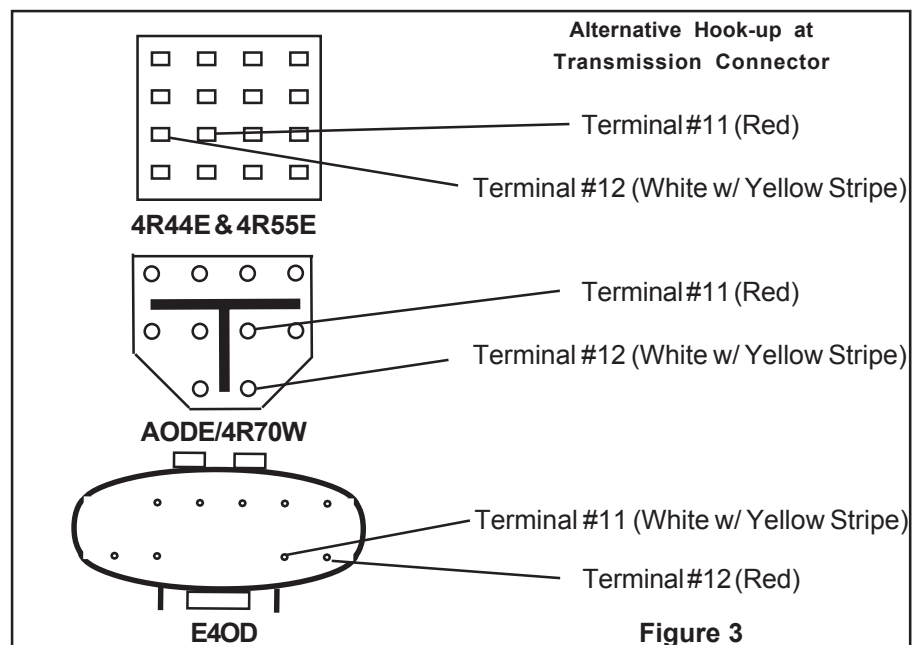 Alternative Hook-up at
Transmission Connector
Terminal #11 (Red)
Terminal #12 (White w/ Yellow Stripe)
4R44E & 4R55E
Terminal #11 (Red)
Terminal #12 (White w/ Yellow Stripe)
AODE/4R70W
Terminal #11 (White w/ Yellow Stripe)
Terminal #12 (Red)
E4OD
Figure 3